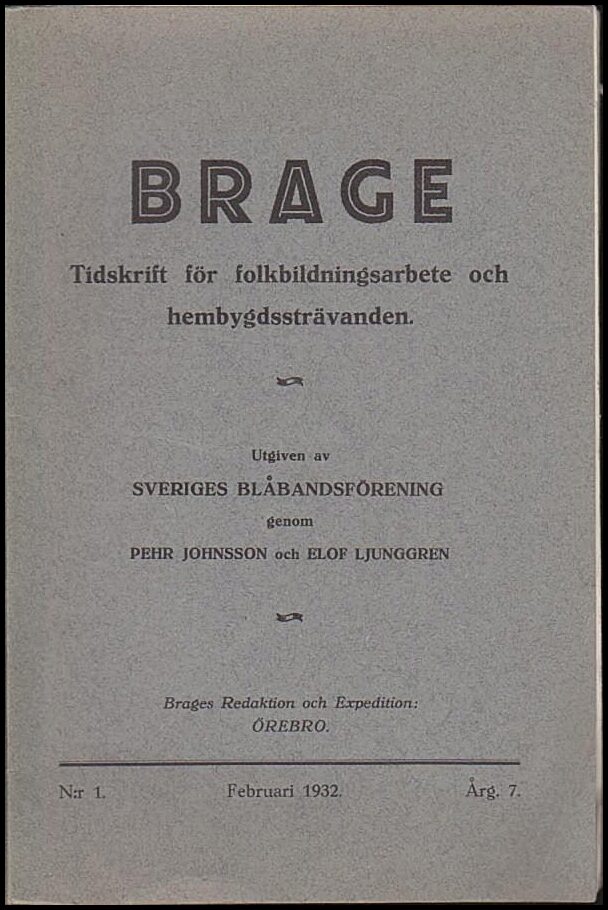 BRAGE
Tidskrift för folkbildningsarbete och
hembygdssträvanden.
Utgiven av
SVERIGES BLÅBANDSFÖRENING
genom
PEHR JOHNSSON och ELOF LJUNGGREN
Brages Redaktion och Expedition:
ÖREBRO.
N:r 1. Februari 1932. Årg. 7.